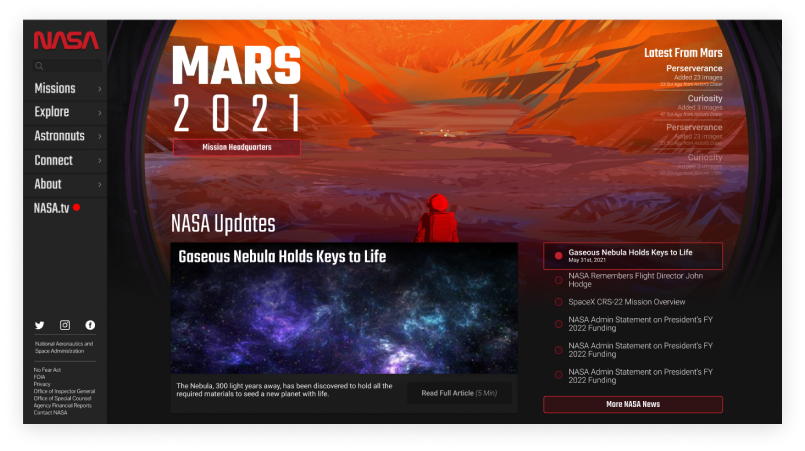 NASA
Missions
Explore
Astronauts
Connect
About
NASA.tv
National Aeronautics and
Space Administration
No Fear Act
FOIA
Privacy
Office of Inspector General
Office of Special Counsel
Agency Financial Reports
Contact NASA
MARS
2021
Mission Headquarters
Latest From Mars
Perserverance
Added 23 images
Curiosity
Added 3 images
Perserverance
Added 23 images
Curiosity
Added 3 images
NASA Updates
Gaseous Nebula Holds Keys to Life
The Nebula, 300 light years away, has been discovered to hold all the
required materials to seed a new planet with life.
Read Full Article (5 Min)
Gaseous Nebula Holds Keys to Life
May 31st, 2021
NASA Remembers Flight Director John
Hodge
SpaceX CRS-22 Mission Overview
NASA Admin Statement on President's FY
2022 Funding
NASA Admin Statement on President's FY
2022 Funding
NASA Admin Statement on President's FY
2022 Funding
More NASA News